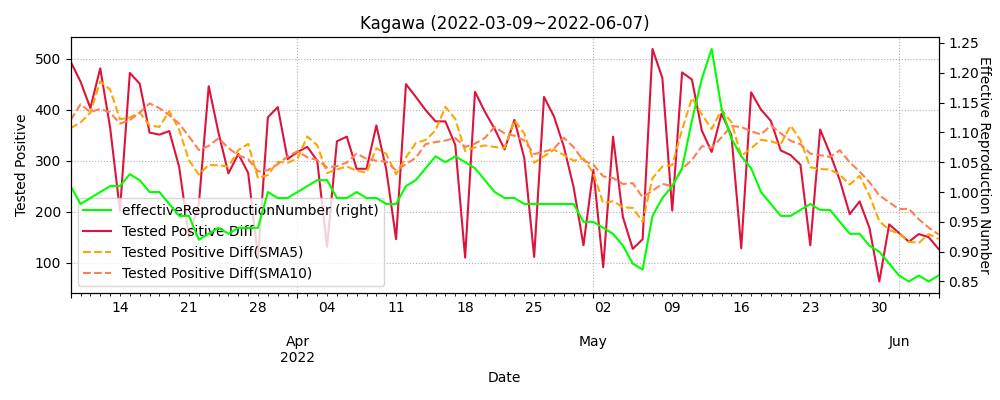 Kagawa (2022-03-09~2022-06-07)
Tested Positive
500
400
300
200
100
effectiveReproductionNumber (right)
Tested Positive Diff
Tested Positive Diff(SMA5)
Tested Positive Diff(SMA10)
1.25
1.20
1.15
1.10
1.05
1.00
0.95
0.90
0.85
Effective Reproduction Number
14 21 28 04 11 18 25 02 09 16 23 30
Apr May Jun
2022
Date